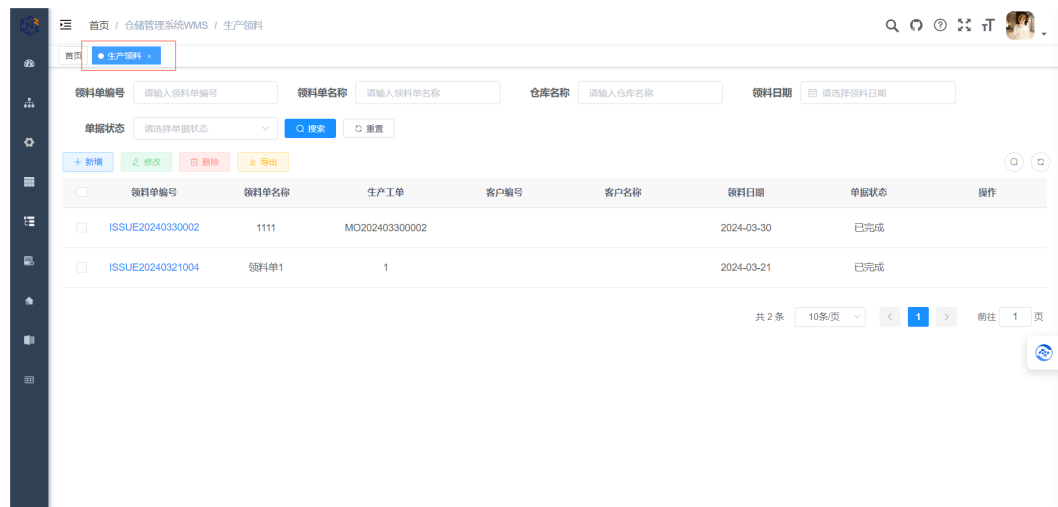 首页 / 仓储管理系统WMS / 生产领料
首页 生产领料 ×
领料单编号 请输入领料单编号 领料单名称 请输入领料单名称 仓库名称 请输入仓库名称 领料日期 请选择领料日期
单据状态 请选择单据状态 搜索 重置
+ 新增 修改 删除 导出
领料单编号 领料单名称 生产工单 客户编号 客户名称 领料日期 单据状态 操作
ISSUE20240330002 1111 MO202403300002 2024-03-30 已完成
ISSUE20240321004 领料单1 1 2024-03-21 已完成
共 2 条 10条/页 < 1 > 前往 1 页